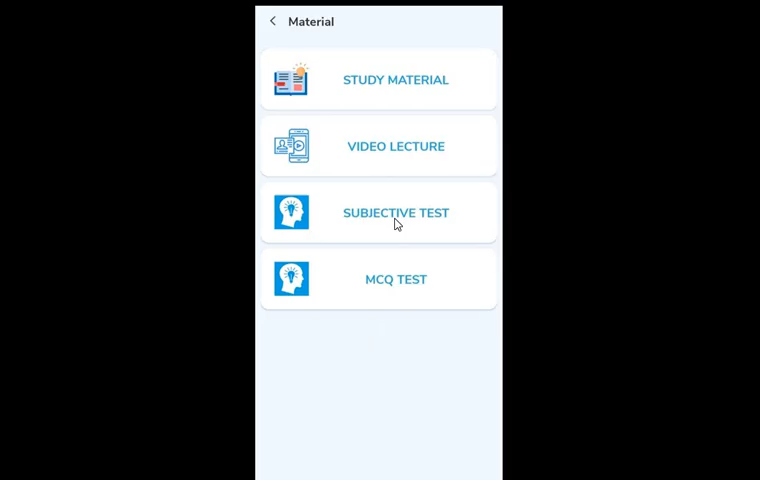 Material
STUDY MATERIAL
VIDEO LECTURE
SUBJECTIVE TEST
MCQ TEST